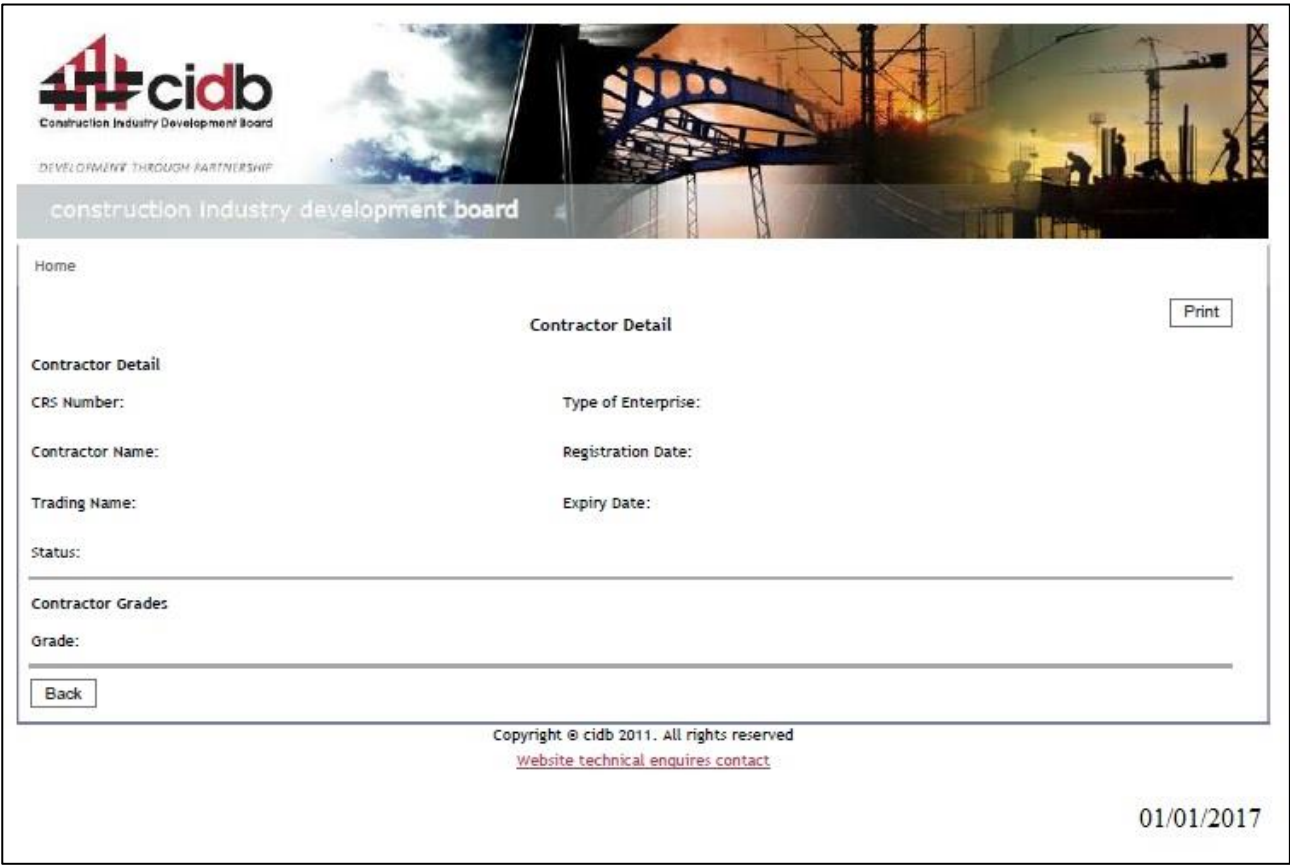 cidb
Construction Industry Development Board
DEVELOPMENT THROUGH PARTNERSHIP
construction industry development board
Home
Print
Contractor Detail
Contractor Detail
CRS Number: Type of Enterprise:
Contractor Name: Registration Date:
Trading Name: Expiry Date:
Status:
Contractor Grades
Grade:
Back
Copyright © cidb 2011. All rights reserved
Website technical enquires contact
01/01/2017